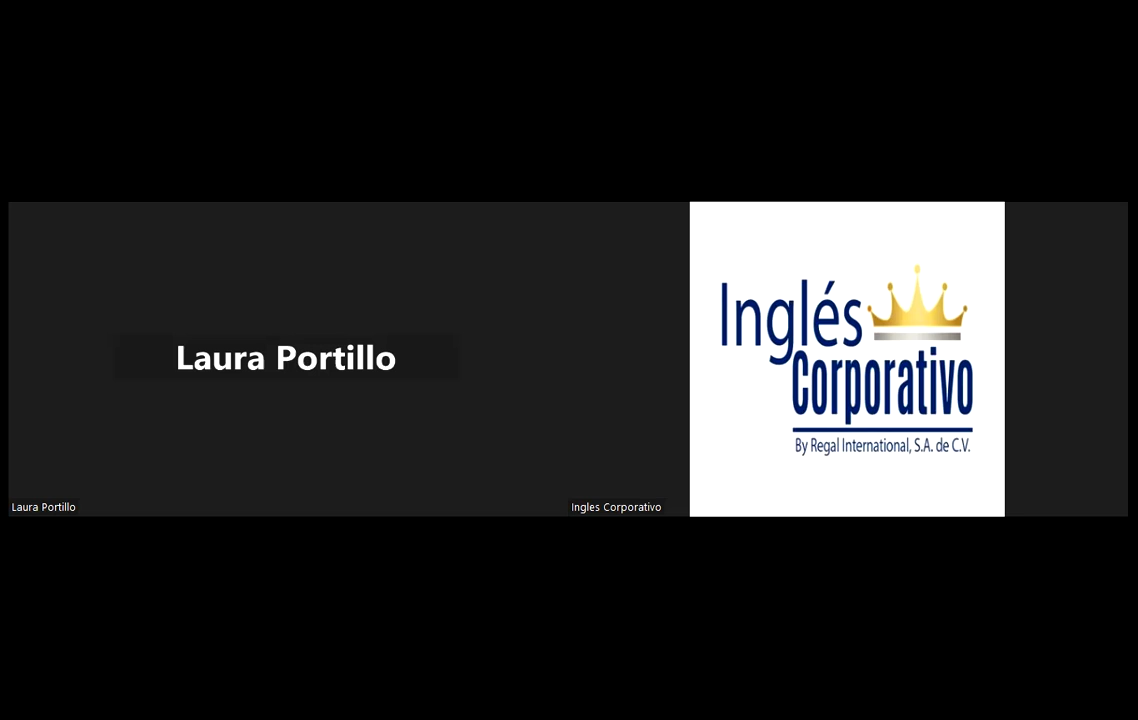 Laura Portillo
Laura Portillo
Inglés
Corporativo
By Regal International, S.A. de C.V.
Ingles Corporativo